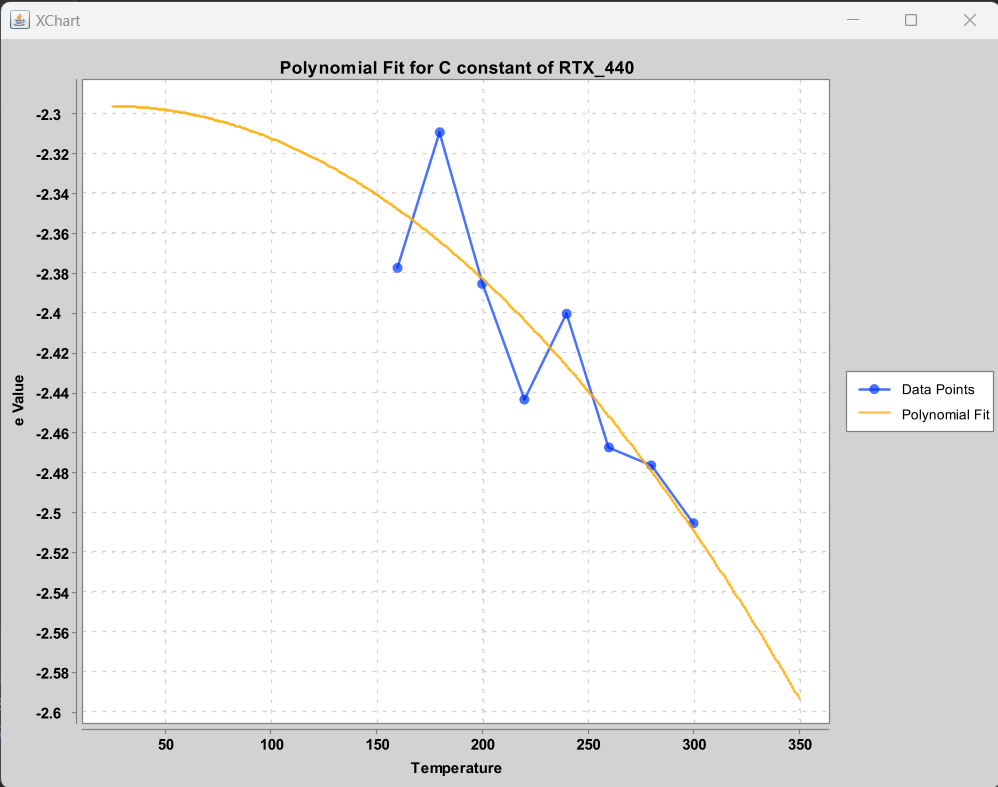 XChart
Polynomial Fit for C constant of RTX_440
-2.3
-2.32
-2.34
-2.36
-2.38
-2.4
-2.42
-2.44
-2.46
-2.48
-2.5
-2.52
-2.54
-2.56
-2.58
-2.6
e Value
50 100 150 200 250 300 350
Temperature
Data Points
Polynomial Fit